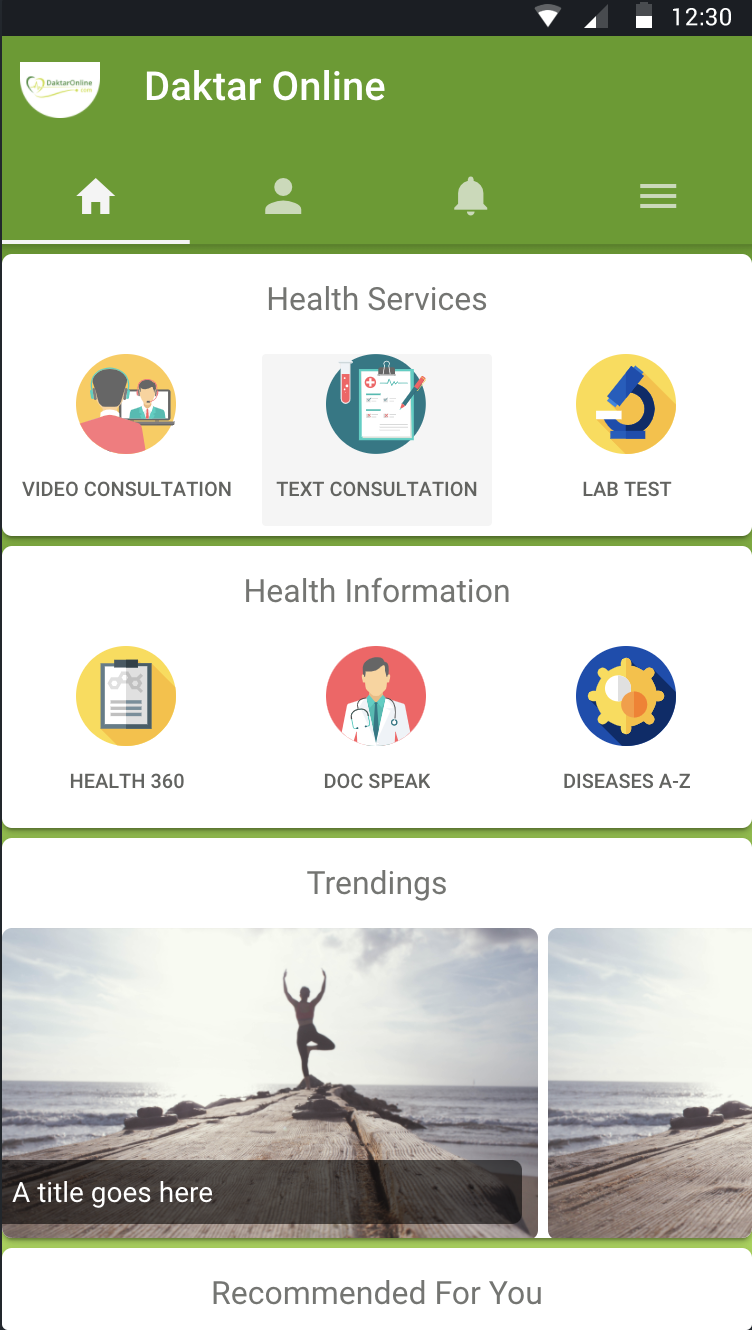 12:30
DaktarOnline
Daktar Online
Health Services
VIDEO CONSULTATION
TEXT CONSULTATION
LAB TEST
Health Information
HEALTH 360
DOC SPEAK
DISEASES A-Z
Trendings
A title goes here
Recommended For You